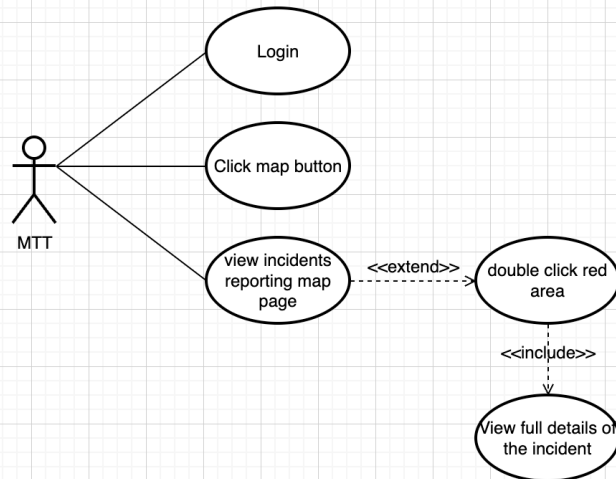 Login
Click map button
MTT
view incidents
reporting map
page
<<extend>>
double click red
area
<<include>>
View full details of
the incident